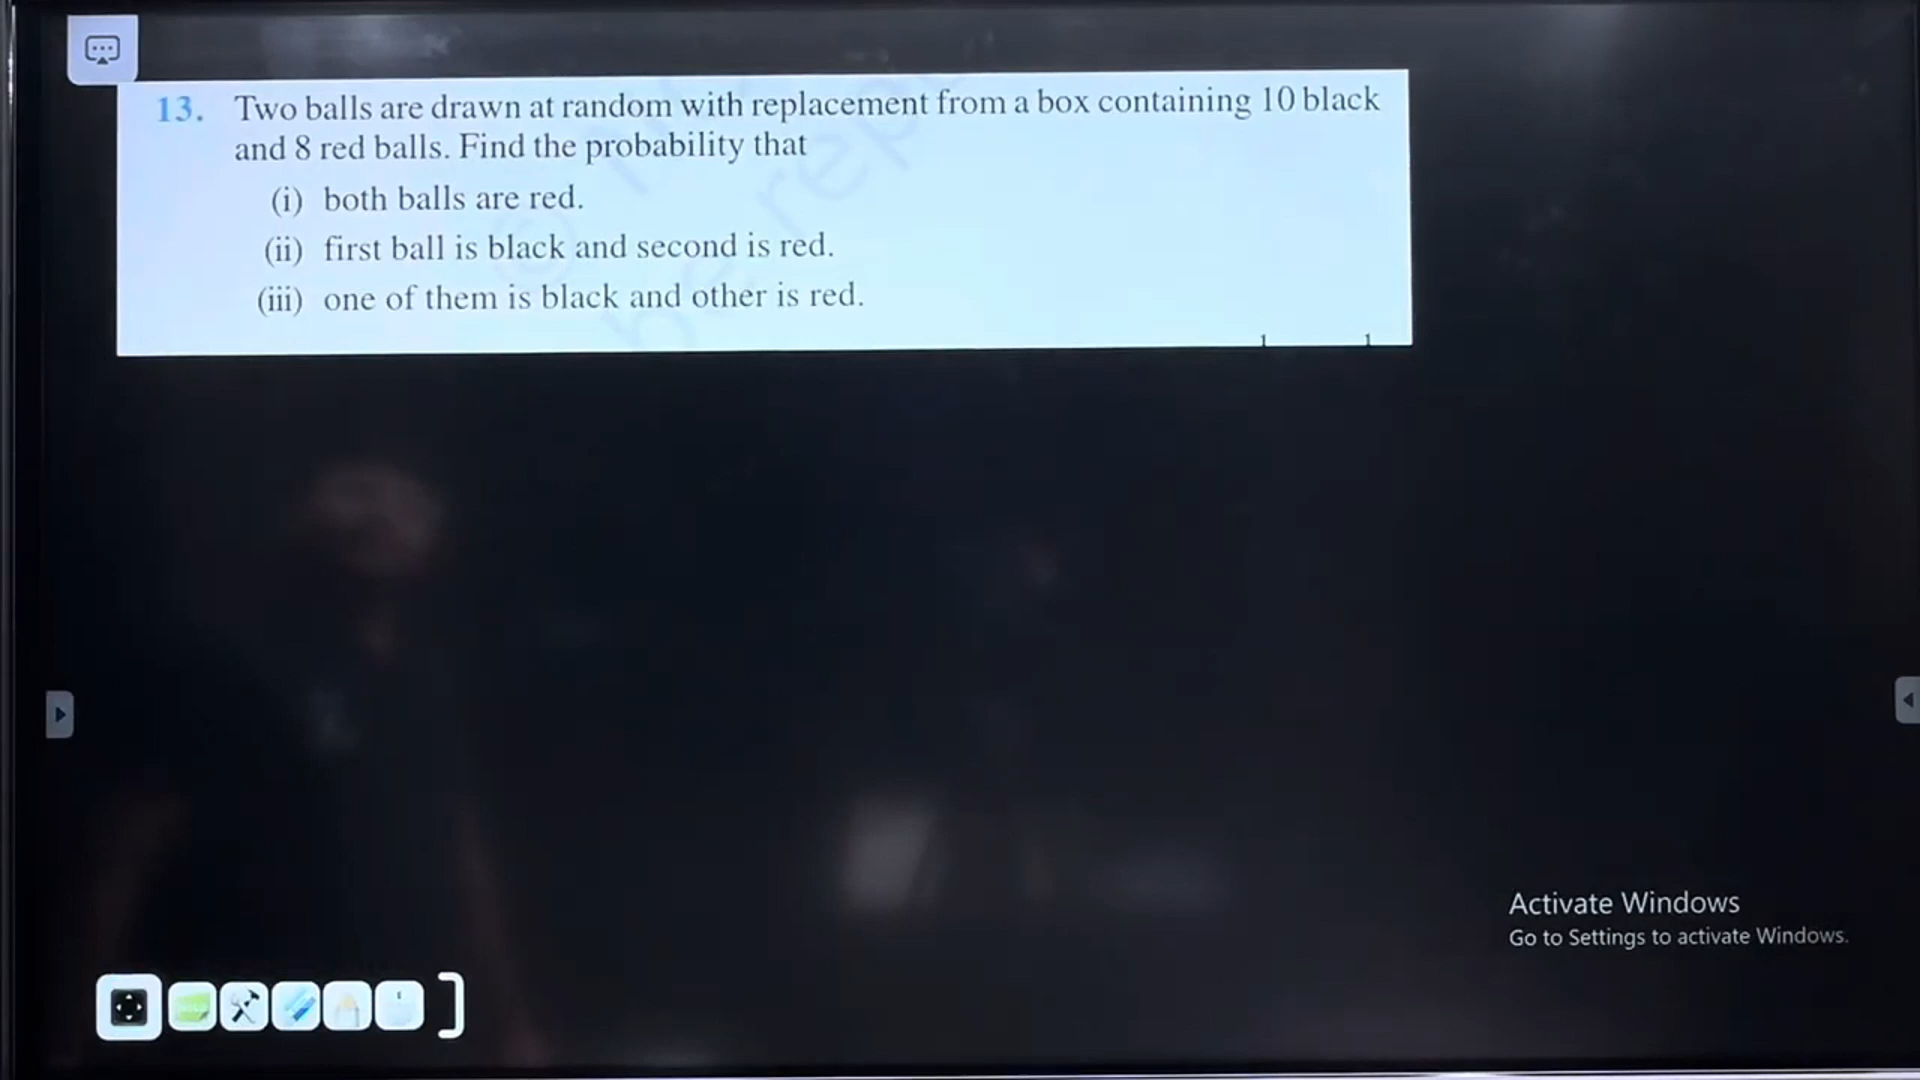 13. Two balls are drawn at random with replacement from a box containing 10 black
and 8 red balls. Find the probability that
(i) both balls are red.
(ii) first ball is black and second is red.
(iii) one of them is black and other is red.
1 1
Activate Windows
Go to Settings to activate Windows.